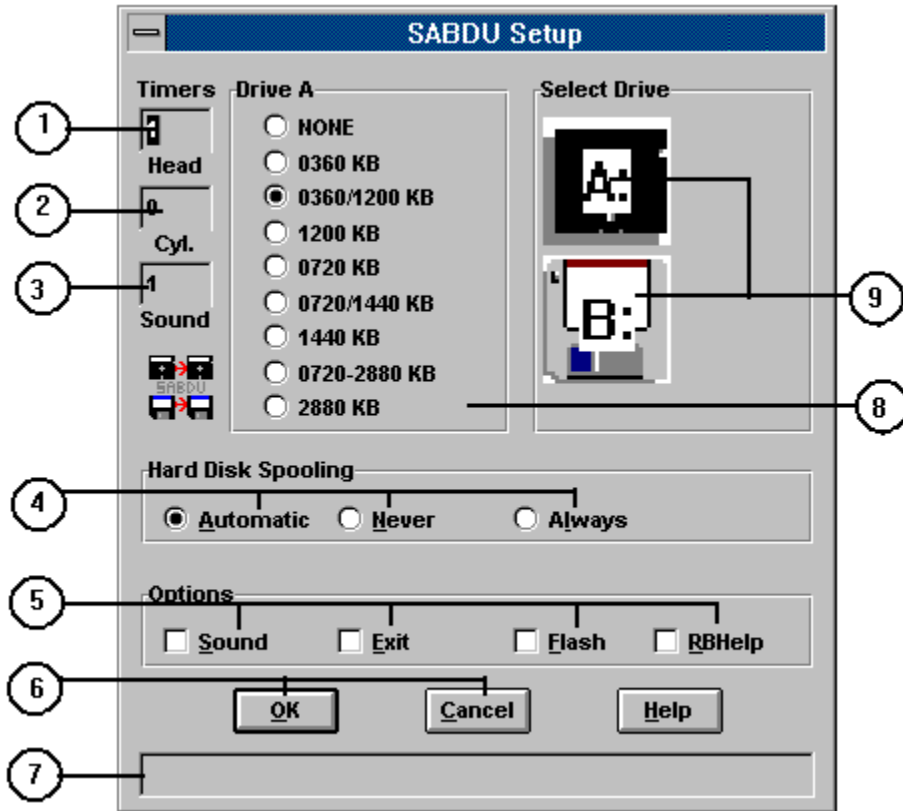 SABDU Setup
Timers
1
Head
0
Cyl.
1
Sound
SABDU
Drive A
NONE
0360 KB
0360/1200 KB
1200 KB
0720 KB
0720/1440 KB
1440 KB
0720-2880 KB
2880 KB
Select Drive
A:
B:
Hard Disk Spooling
Automatic Never Always
Options
Sound Exit Flash RBHelp
OK Cancel Help
1
2
3
4
5
6
7
8
9